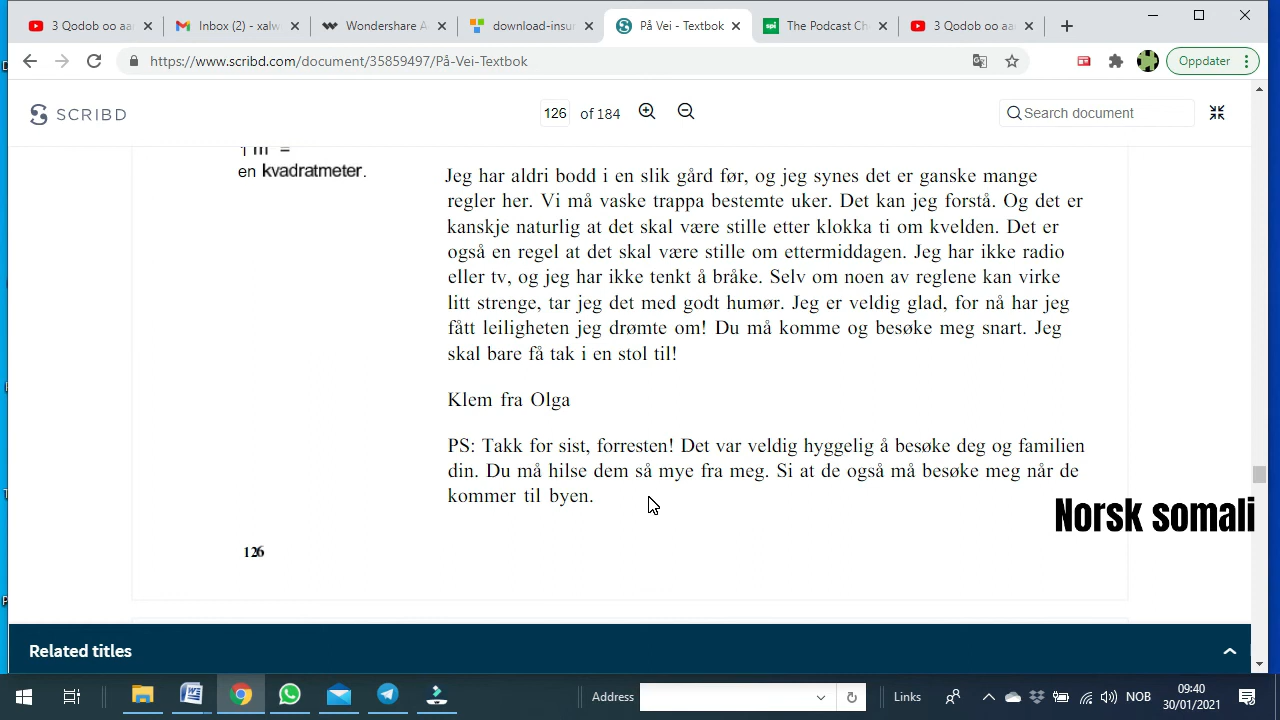 3 Qodob oo aa
Inbox (2) - xalw
Wondershare A
download-insu
På Vei - Textbok
The Podcast Ch
3 Qodob oo aa
https://www.scribd.com/document/35859497/På-Vei-Textbok
Oppdater
SCRIBD
126 of 184
Search document
en kvadratmeter.
Jeg har aldri bodd i en slik gård før, og jeg synes det er ganske mange
regler her. Vi må vaske trappa bestemte uker. Det kan jeg forstå. Og det er
kanskje naturlig at det skal være stille etter klokka ti om kvelden. Det er
også en regel at det skal være stille om ettermiddagen. Jeg har ikke radio
eller tv, og jeg har ikke tenkt å bråke. Selv om noen av reglene kan virke
litt strenge, tar jeg det med godt humør. Jeg er veldig glad, for nå har jeg
fått leiligheten jeg drømte om! Du må komme og besøke meg snart. Jeg
skal bare få tak i en stol til!
Klem fra Olga
PS: Takk for sist, forresten! Det var veldig hyggelig å besøke deg og familien
din. Du må hilse dem så mye fra meg. Si at de også må besøke meg når de
kommer til byen.
Norsk somali
126
Related titles
Address
Links
NOB
09:40
30/01/2021